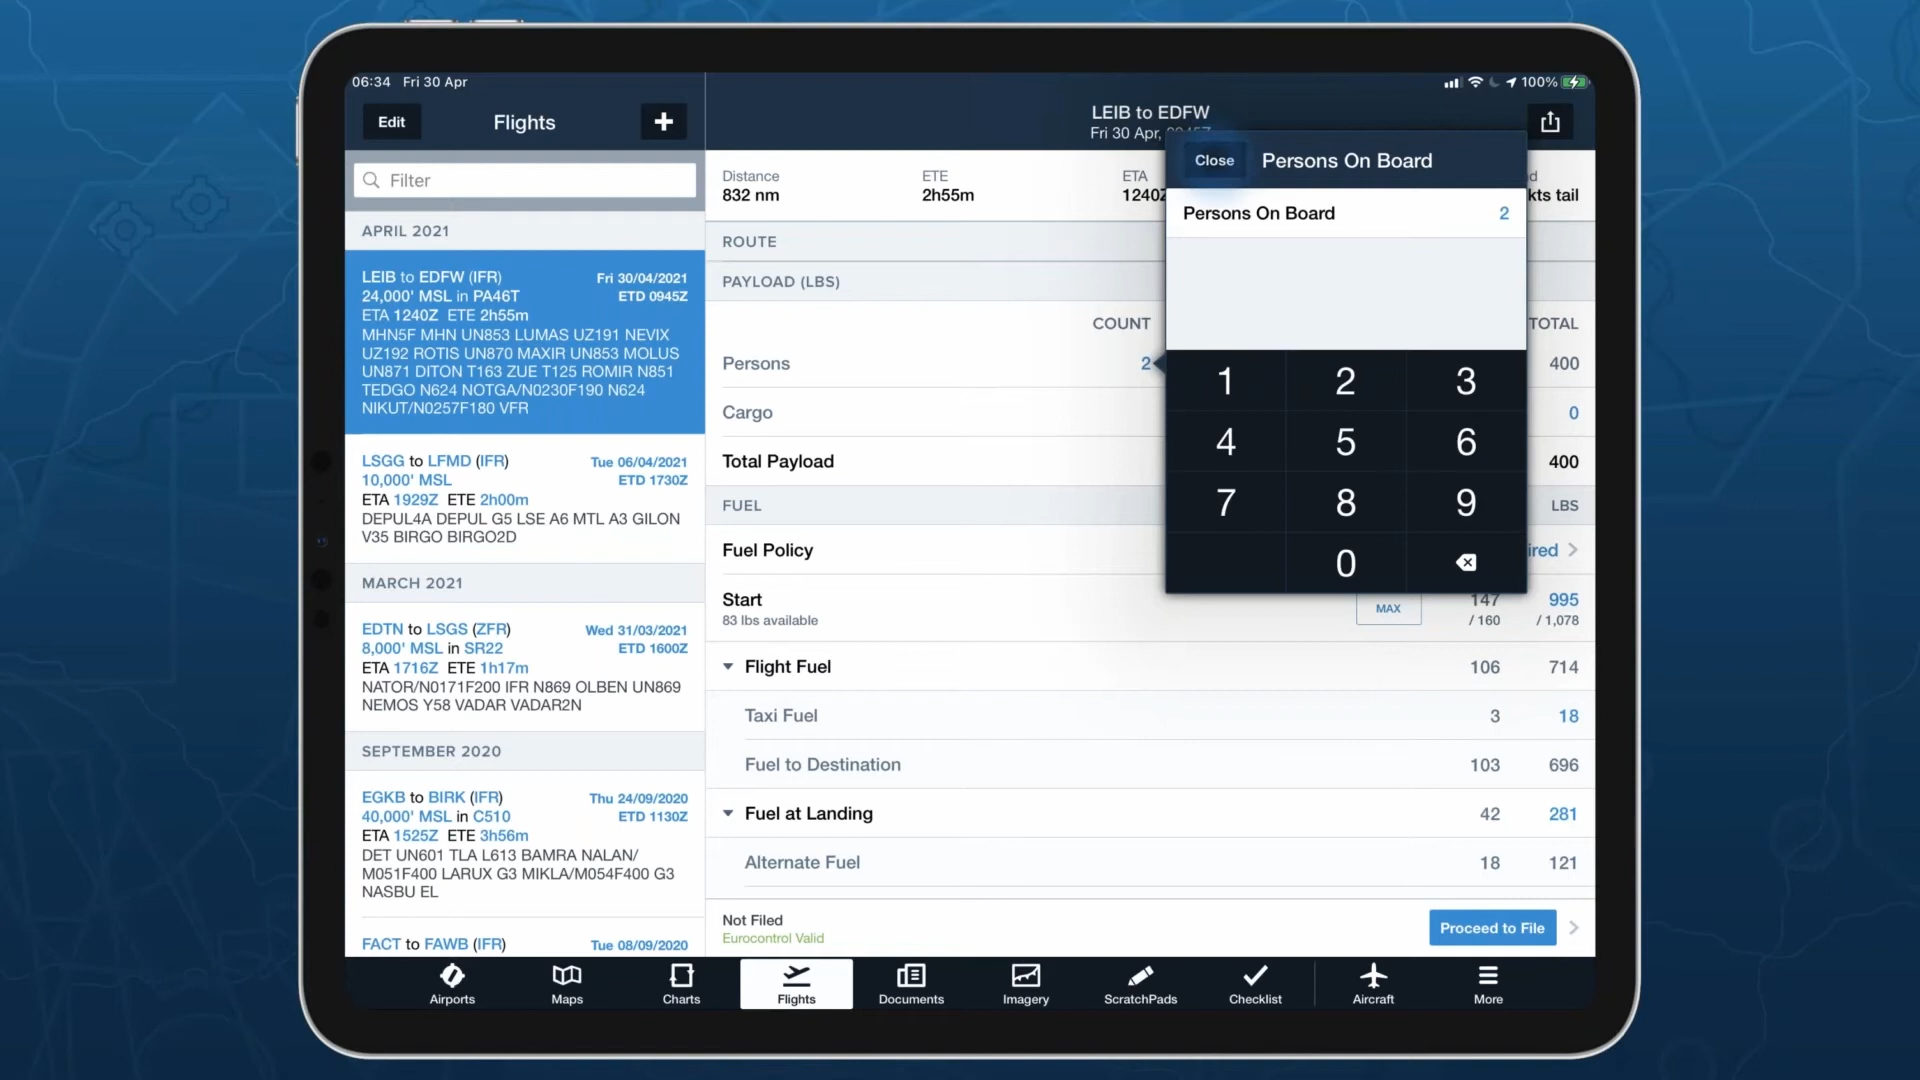 06:34 Fri 30 Apr
100%
Edit
Flights
+
Filter
APRIL 2021
LEIB to EDFW (IFR)
Fri 30/04/2021
24,000' MSL in PA46T
ETD 0945Z
ETA 1240Z ETE 2h55m
MHN5F MHN UN853 LUMAS UZ191 NEVIX
UZ192 ROTIS UN870 MAXIR UN853 MOLUS
UN871 DITON T163 ZUE T125 ROMIR N851
TEDGO N624 NOTGA/N0230F190 N624
NIKUT/N0257F180 VFR
LSGG to LFMD (IFR)
Tue 06/04/2021
10,000' MSL
ETD 1730Z
ETA 1929Z ETE 2h00m
DEPUL4A DEPUL G5 LSE A6 MTL A3 GILON
V35 BIRGO BIRGO2D
MARCH 2021
EDTN to LSGS (ZFR)
Wed 31/03/2021
8,000' MSL in SR22
ETD 1600Z
ETA 1716Z ETE 1h17m
NATOR/N0171F200 IFR N869 OLBEN UN869
NEMOS Y58 VADAR VADAR2N
SEPTEMBER 2020
EGKB to BIRK (IFR)
Thu 24/09/2020
40,000' MSL in C510
ETD 1130Z
ETA 1525Z ETE 3h56m
DET UN601 TLA L613 BAMRA NALAN/
M051F400 LARUX G3 MIKLA/M054F400 G3
NASBU EL
FACT to FAWB (IFR)
Tue 08/09/2020
LEIB to EDFW
Fri 30 Apr,
Distance
832 nm
ETE
2h55m
ETA
1240Z
kts tail
ROUTE
PAYLOAD (LBS)
COUNT
TOTAL
Persons
2
400
Cargo
0
Total Payload
400
FUEL
LBS
Fuel Policy
Start
83 lbs available
MAX
147
/ 160
995
/ 1,078
Flight Fuel
106
714
Taxi Fuel
3
18
Fuel to Destination
103
696
Fuel at Landing
42
281
Alternate Fuel
18
121
Not Filed
Eurocontrol Valid
Proceed to File
Close
Persons On Board
Persons On Board
2
1 2 3
4 5 6
7 8 9
0
Airports
Maps
Charts
Flights
Documents
Imagery
ScratchPads
Checklist
Aircraft
More